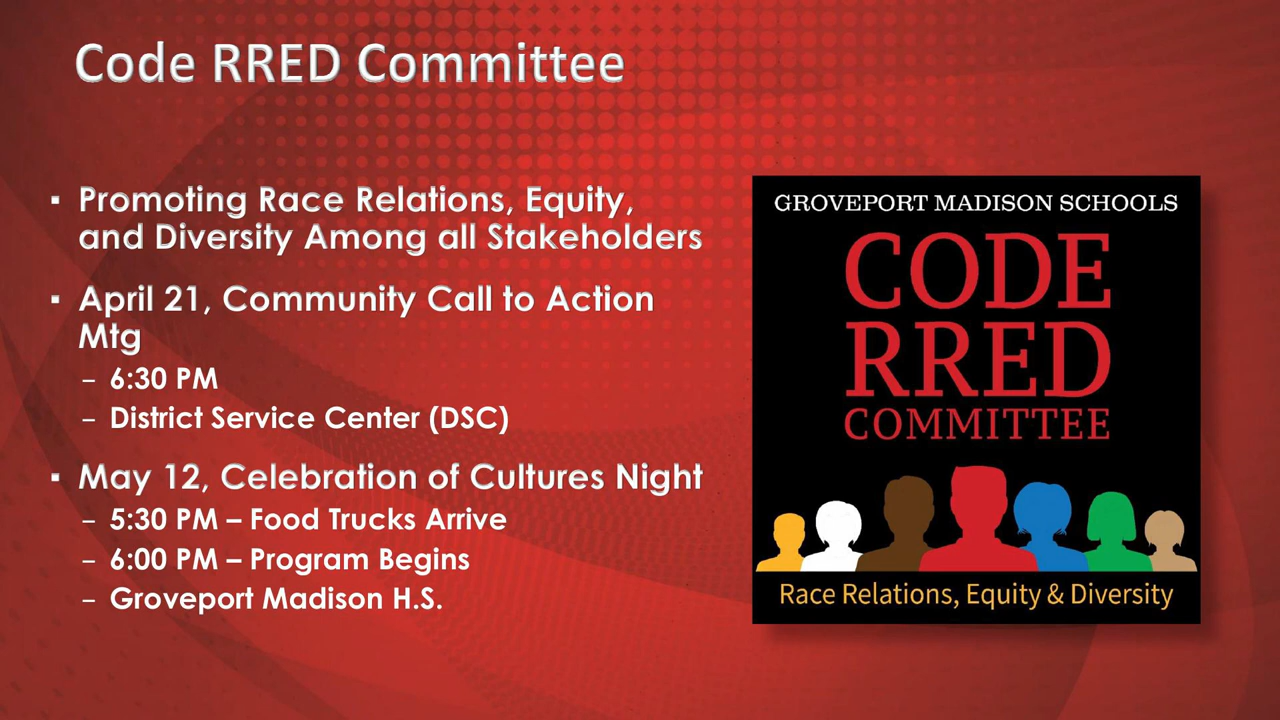 Code RRED Committee
▪ Promoting Race Relations, Equity,
and Diversity Among all Stakeholders
▪ April 21, Community Call to Action
Mtg
– 6:30 PM
– District Service Center (DSC)
▪ May 12, Celebration of Cultures Night
– 5:30 PM – Food Trucks Arrive
– 6:00 PM – Program Begins
– Groveport Madison H.S.
GROVEPORT MADISON SCHOOLS
CODE
RRED
COMMITTEE
Race Relations, Equity & Diversity